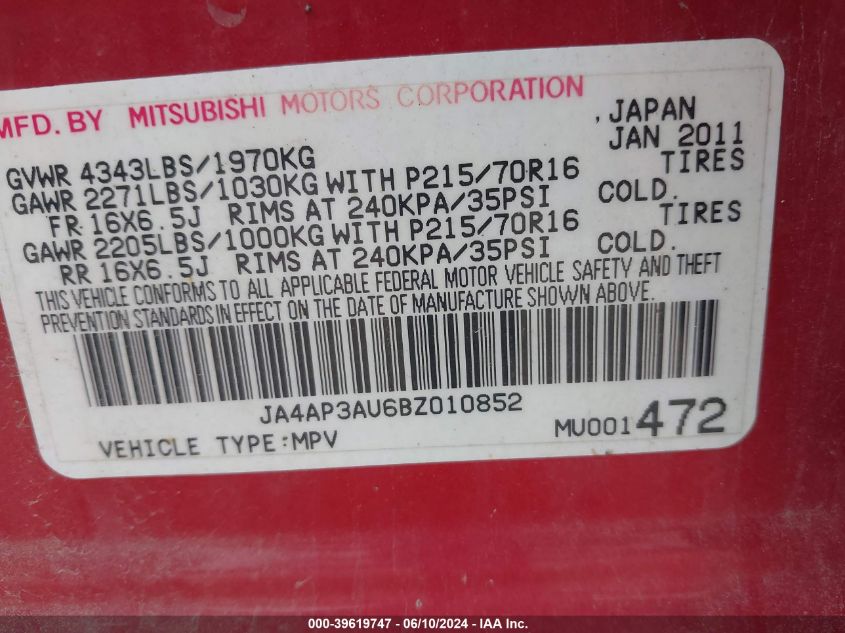 MFD. BY MITSUBISHI MOTORS CORPORATION , JAPAN
JAN 2011
GVWR 4343LBS/1970KG
GAWR 2271LBS/1030KG WITH P215/70R16 TIRES
FR 16X6.5J RIMS AT 240KPA/35PSI COLD.
GAWR 2205LBS/1000KG WITH P215/70R16 TIRES
RR 16X6.5J RIMS AT 240KPA/35PSI COLD.
THIS VEHICLE CONFORMS TO ALL APPLICABLE FEDERAL MOTOR VEHICLE SAFETY AND THEFT
PREVENTION STANDARDS IN EFFECT ON THE DATE OF MANUFACTURE SHOWN ABOVE.
JA4AP3AU6BZ010852
VEHICLE TYPE:MPV MU001472
000-39619747 - 06/10/2024 - IAAI.COM